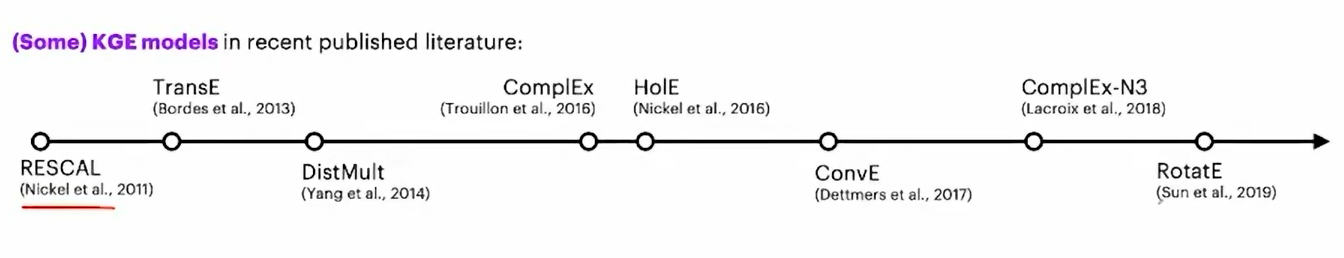 (Some) KGE models in recent published literature:
TransE
(Bordes et al., 2013)
ComplEx
(Trouillon et al., 2016)
HolE
(Nickel et al., 2016)
ComplEx-N3
(Lacroix et al., 2018)
RESCAL
(Nickel et al., 2011)
DistMult
(Yang et al., 2014)
ConvE
(Dettmers et al., 2017)
RotatE
(Sun et al., 2019)